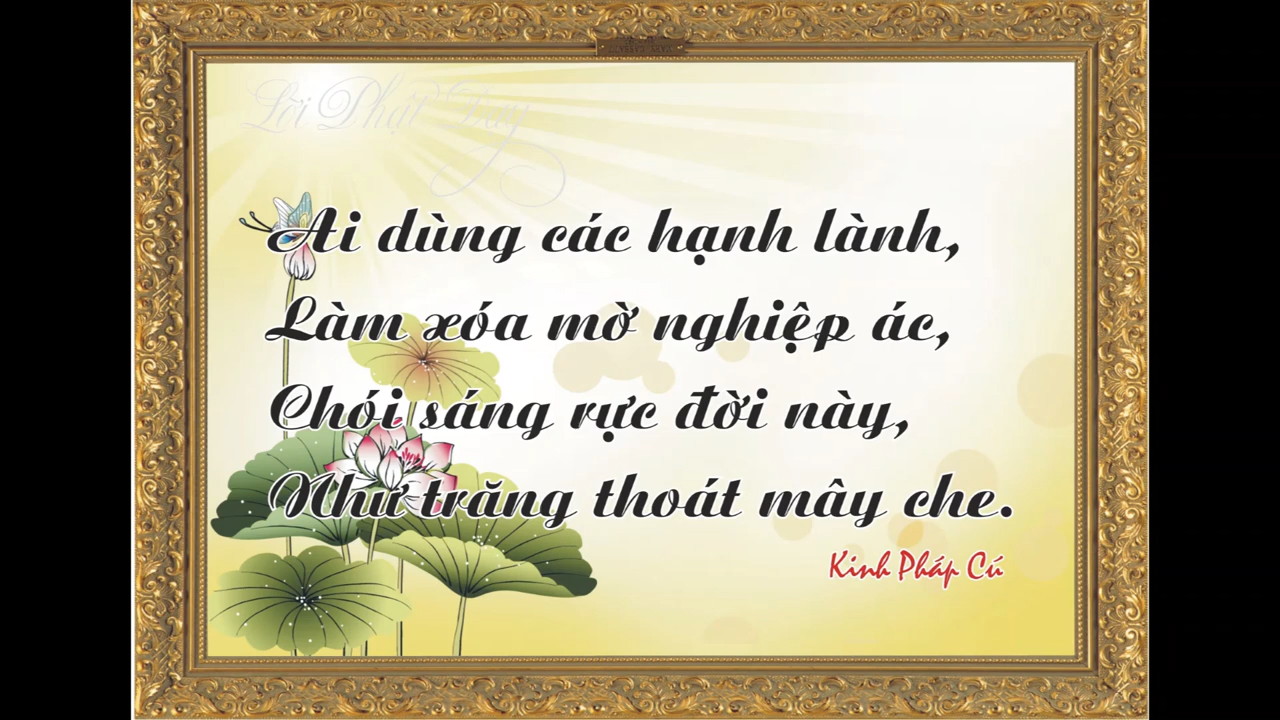 Lời Phật Dạy
Ai dùng các hạnh lành,
Làm xóa mờ nghiệp ác,
Chói sáng rực đời này,
Như trăng thoát mây che.
Kinh Pháp Cú